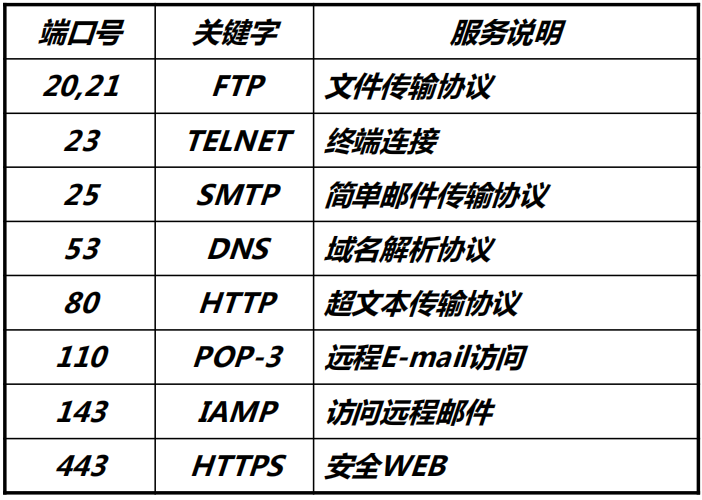 端口号 关键字 服务说明
20,21 FTP 文件传输协议
23 TELNET 终端连接
25 SMTP 简单邮件传输协议
53 DNS 域名解析协议
80 HTTP 超文本传输协议
110 POP-3 远程E-mail访问
143 IAMP 访问远程邮件
443 HTTPS 安全WEB